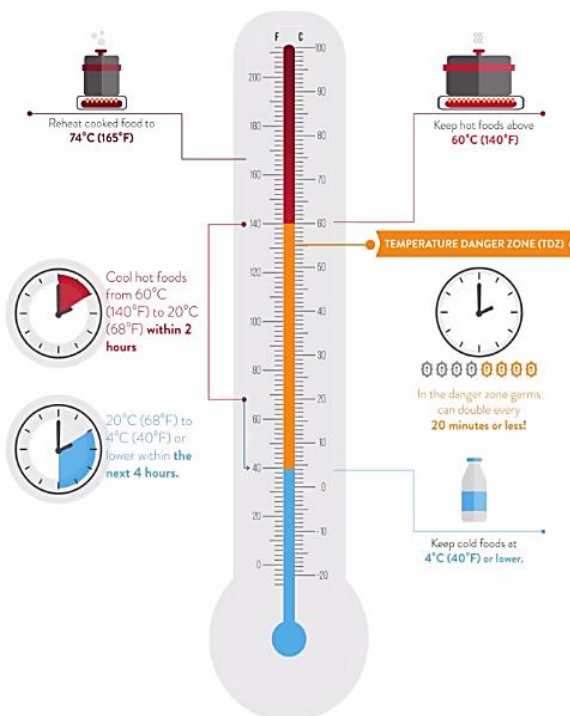 F C
Reheat cooked food to
74°C (165°F)
Keep hot foods above
60°C (140°F)
200
180
160
140
120
100
80
60
40
20
0
100
90
80
70
60
50
40
30
20
10
0
-10
-20
TEMPERATURE DANGER ZONE (TDZ)
Cool hot foods
from 60°C
(140°F) to 20°C
(68°F) within 2
hours
In the danger zone germs
can double every
20 minutes or less!
20°C (68°F) to
4°C (40°F) or
lower within the
next 4 hours.
Keep cold foods at
4°C (40°F) or lower.